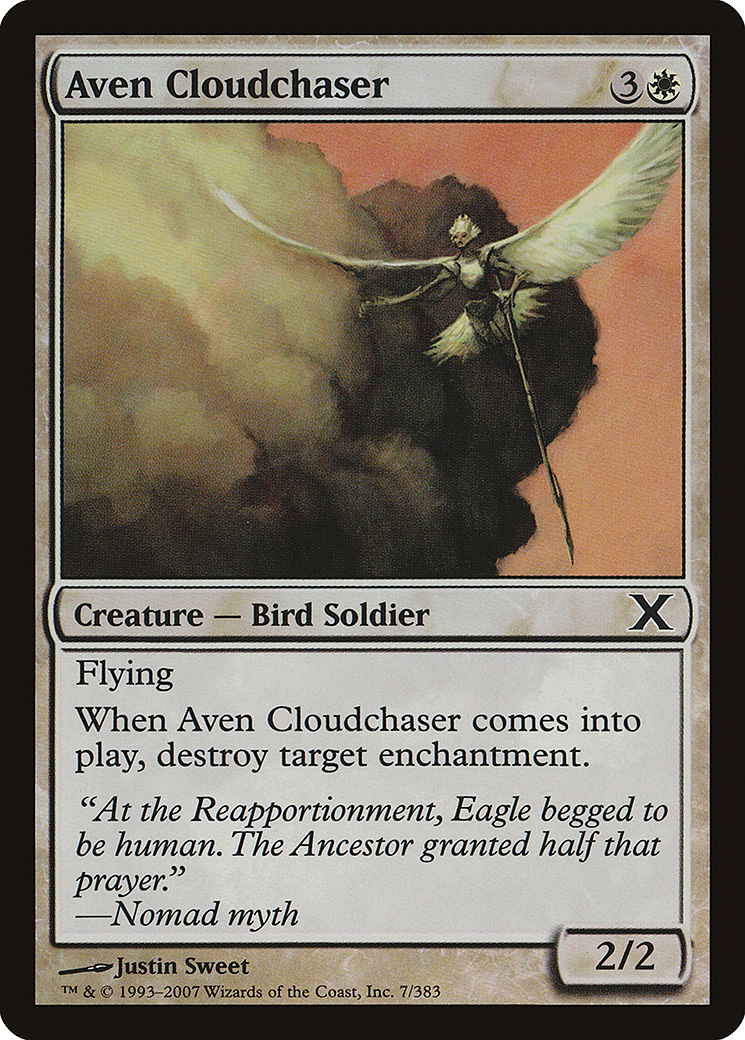 Aven Cloudchaser 3
Creature — Bird Soldier X
Flying
When Aven Cloudchaser comes into
play, destroy target enchantment.
“At the Reapportionment, Eagle begged to
be human. The Ancestor granted half that
prayer.”
—Nomad myth
2/2
Justin Sweet
™ & © 1993–2007 Wizards of the Coast, Inc. 7/383